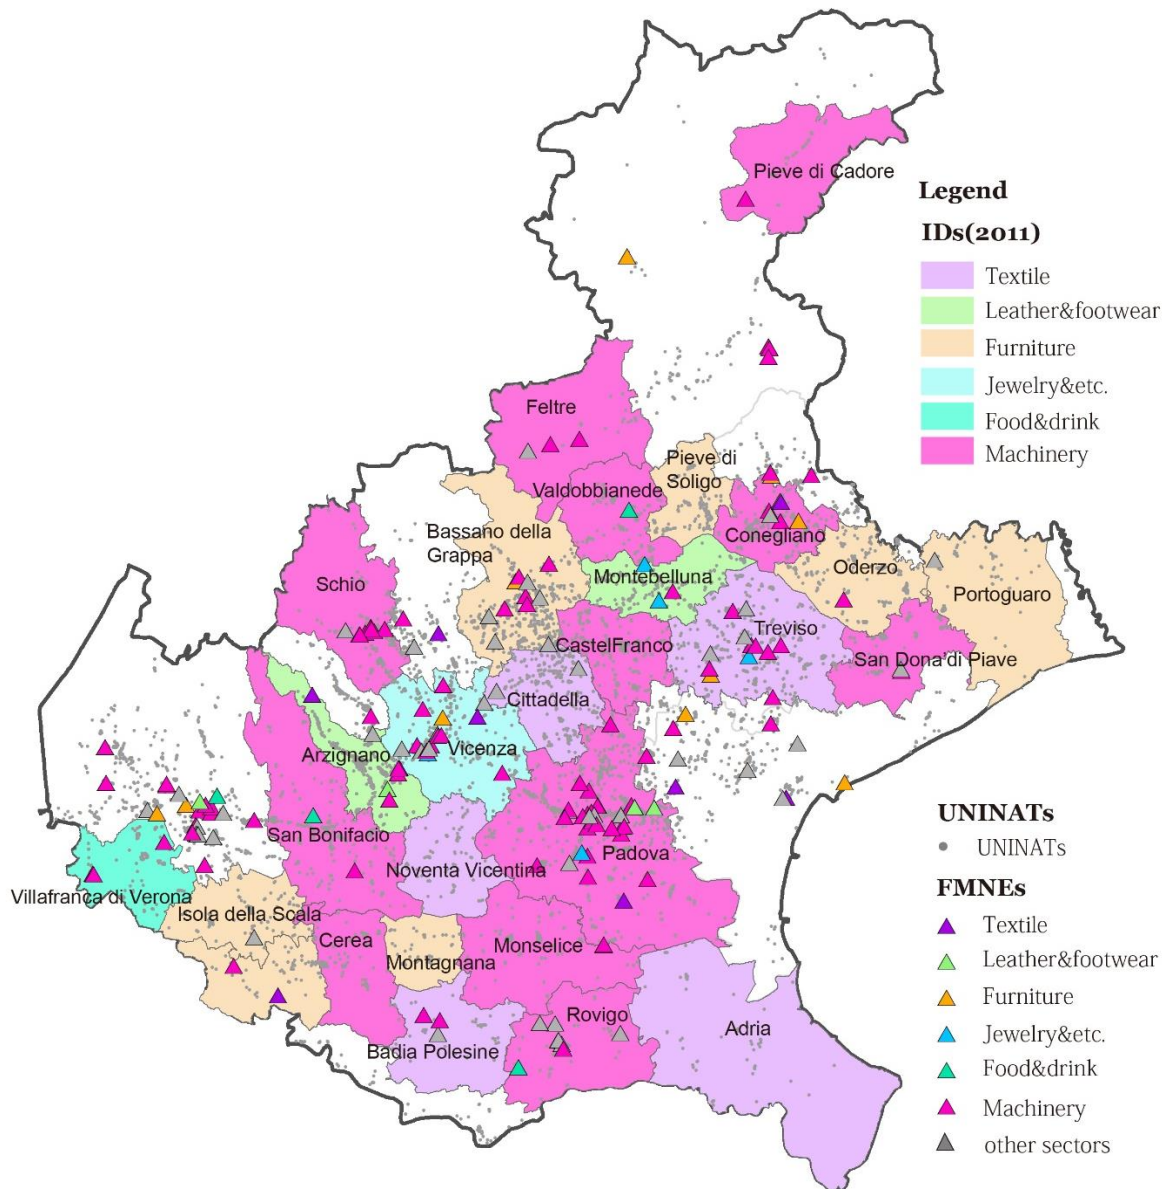 Pieve di Cadore
Legend
IDs(2011)
Textile
Leather&footwear
Furniture
Jewelry&etc.
Food&drink
Machinery
Feltre
Pieve di
Soligo
Valdobbianede
Bassano della
Grappa
Conegliano
Montebelluna
Oderzo
Schio
Portoguaro
Treviso
CastelFranco
San Dona di Piave
Cittadella
Vicenza
Arzignano
San Bonifacio
Padova
Noventa Vicentina
Villafranca di Verona
Isola della Scala
Cerea
Monselice
Montagnana
Rovigo
Adria
Badia Polesine
UNINATs
UNINATs
FMNEs
Textile
Leather&footwear
Furniture
Jewelry&etc.
Food&drink
Machinery
other sectors